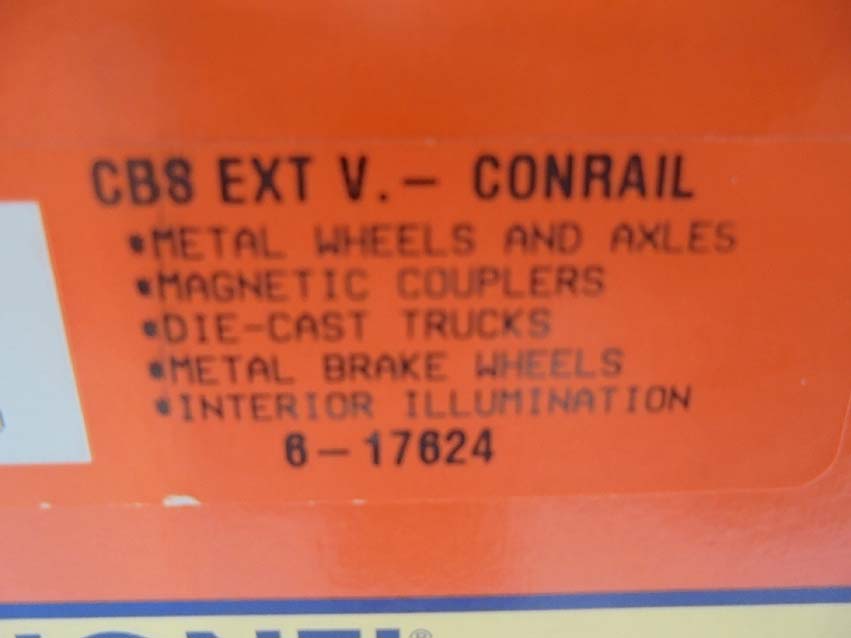 CB8 EXT V. - CONRAIL
*METAL WHEELS AND AXLES
*MAGNETIC COUPLERS
*DIE-CAST TRUCKS
*METAL BRAKE WHEELS
*INTERIOR ILLUMINATION
6-17624